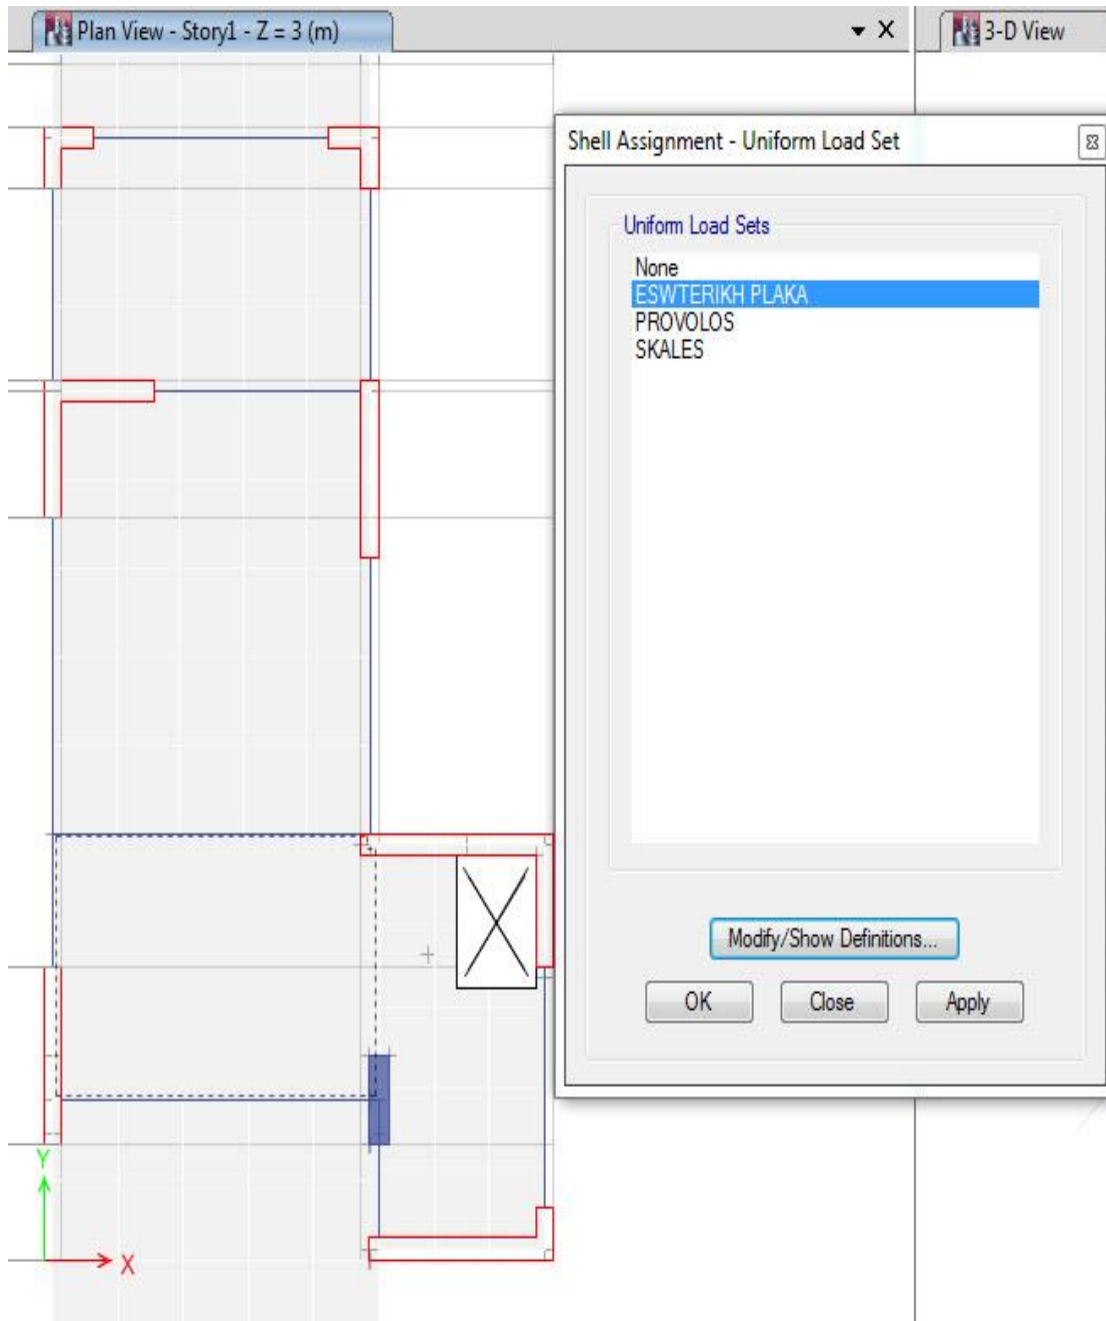 Plan View - Story1 - Z = 3 (m)
3-D View
Shell Assignment - Uniform Load Set
Uniform Load Sets
None
ESWTERIKH PLAKA
PROVOLOS
SKALES
Modify/Show Definitions...
OK
Close
Apply
Y
X